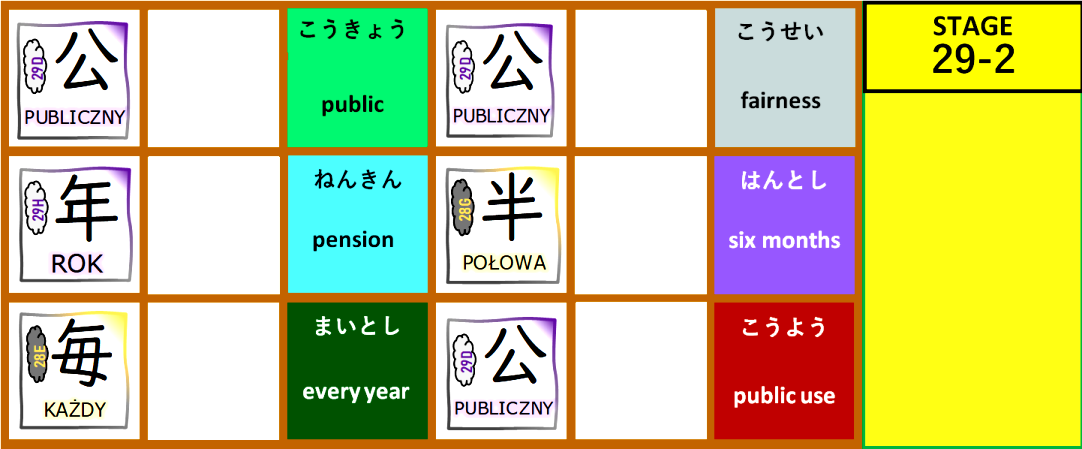 29D
公
PUBLICZNY
こうきょう
public
29D
公
PUBLICZNY
こうせい
fairness
STAGE
29-2
29H
年
ROK
ねんきん
pension
28G
半
POŁOWA
はんとし
six months
28E
毎
KAŻDY
まいとし
every year
29D
公
PUBLICZNY
こうよう
public use